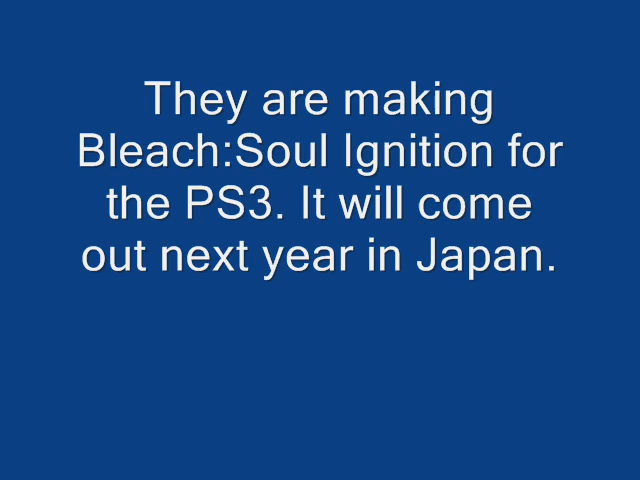 They are making
Bleach:Soul Ignition for
the PS3. It will come
out next year in Japan.